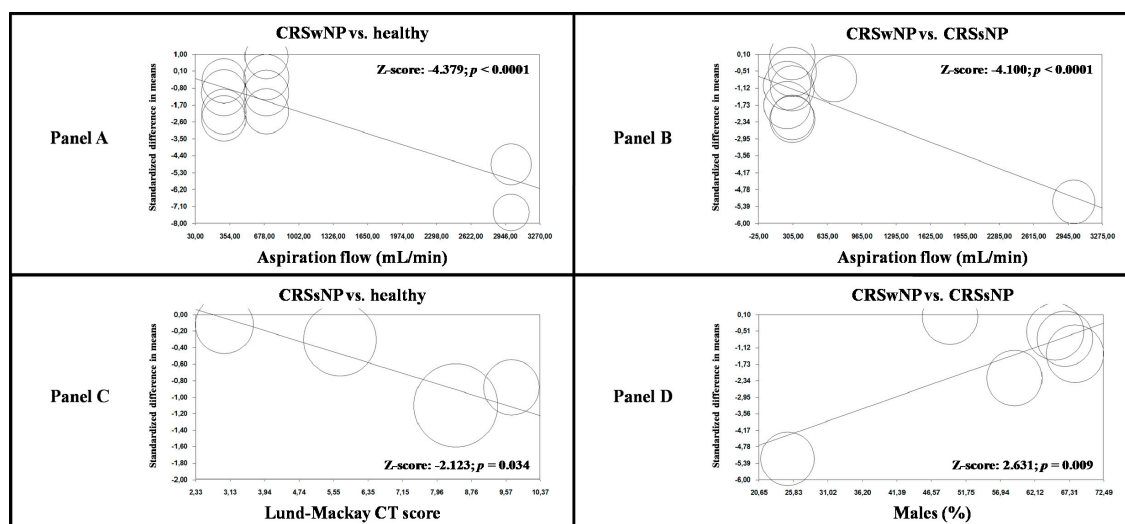 Panel A
CRSwNP vs. healthy
Z-score: -4.379; p < 0.0001
Standardized difference in means
1,00
0,10
-0,80
-1,70
-2,60
-3,50
-4,40
-5,30
-6,20
-7,10
-8,00
30,00 354,00 678,00 1002,00 1326,00 1650,00 1974,00 2298,00 2622,00 2946,00 3270,00
Aspiration flow (mL/min)
Panel B
CRSwNP vs. CRSsNP
Z-score: -4.100; p < 0.0001
Standardized difference in means
0,10
-0,51
-1,12
-1,73
-2,34
-2,95
-3,56
-4,17
-4,78
-5,39
-6,00
-25,00 305,00 635,00 965,00 1295,00 1625,00 1955,00 2285,00 2615,00 2945,00 3275,00
Aspiration flow (mL/min)
Panel C
CRSsNP vs. healthy
Standardized difference in means
0,00
-0,20
-0,40
-0,60
-0,80
-1,00
-1,20
-1,40
-1,60
-1,80
-2,00
Z-score: -2.123; p = 0.034
2,33 3,13 3,94 4,74 5,55 6,35 7,15 7,96 8,76 9,57 10,37
Lund-Mackay CT score
Panel D
CRSwNP vs. CRSsNP
Standardized difference in means
0,10
-0,51
-1,12
-1,73
-2,34
-2,95
-3,56
-4,17
-4,78
-5,39
-6,00
Z-score: 2.631; p = 0.009
20,65 25,83 31,02 36,20 41,39 46,57 51,75 56,94 62,12 67,31 72,49
Males (%)